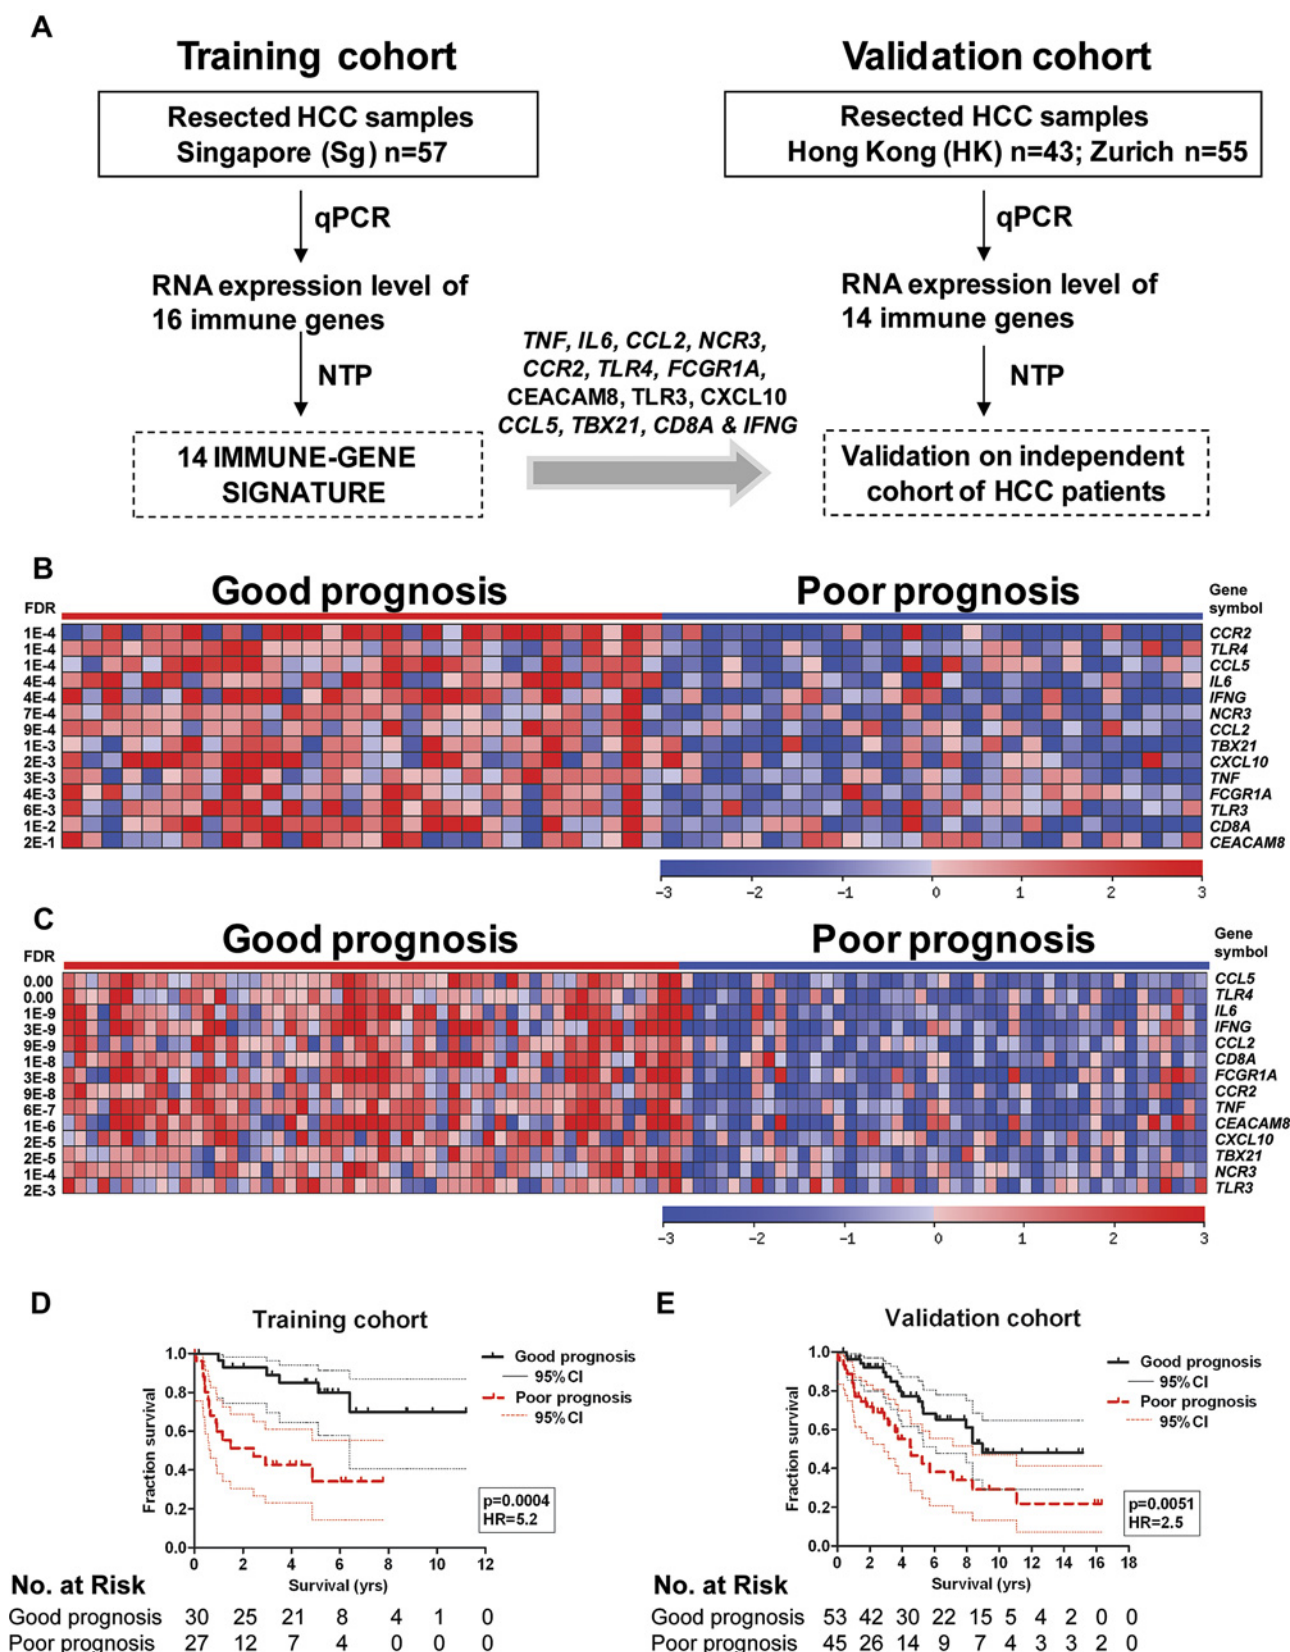 A
Training cohort
Resected HCC samples
Singapore (Sg) n=57
qPCR
RNA expression level of
16 immune genes
NTP
14 IMMUNE-GENE
SIGNATURE
TNF, IL6, CCL2, NCR3,
CCR2, TLR4, FCGR1A,
CEACAM8, TLR3, CXCL10
CCL5, TBX21, CD8A & IFNG
Validation cohort
Resected HCC samples
Hong Kong (HK) n=43; Zurich n=55
qPCR
RNA expression level of
14 immune genes
NTP
Validation on independent
cohort of HCC patients
B
Good prognosis
Poor prognosis
FDR
Gene
symbol
1E-4 CCR2
1E-4 TLR4
1E-4 CCL5
4E-4 IL6
4E-4 IFNG
7E-4 NCR3
9E-4 CCL2
1E-3 TBX21
2E-3 CXCL10
3E-3 TNF
4E-3 FCGR1A
6E-3 TLR3
1E-2 CD8A
2E-1 CEACAM8
-3 -2 -1 0 1 2 3
C
Good prognosis
Poor prognosis
FDR
Gene
symbol
0.00 CCL5
0.00 TLR4
1E-9 IL6
3E-9 IFNG
9E-9 CCL2
1E-8 CD8A
3E-8 FCGR1A
9E-8 CCR2
6E-7 TNF
1E-6 CEACAM8
2E-5 CXCL10
2E-5 TBX21
1E-4 NCR3
2E-3 TLR3
-3 -2 -1 0 1 2 3
D
Training cohort
Fraction survival
1.0
0.8
0.6
0.4
0.2
0.0
0 2 4 6 8 10 12
Survival (yrs)
Good prognosis
95% CI
Poor prognosis
95% CI
p=0.0004
HR=5.2
No. at Risk
Good prognosis 30 25 21 8 4 1 0
Poor prognosis 27 12 7 4 0 0 0
E
Validation cohort
Fraction survival
1.0
0.8
0.6
0.4
0.2
0.0
0 2 4 6 8 10 12 14 16 18
Survival (yrs)
Good prognosis
95% CI
Poor prognosis
95% CI
p=0.0051
HR=2.5
No. at Risk
Good prognosis 53 42 30 22 15 5 4 2 0 0
Poor prognosis 45 26 14 9 7 4 3 3 2 0